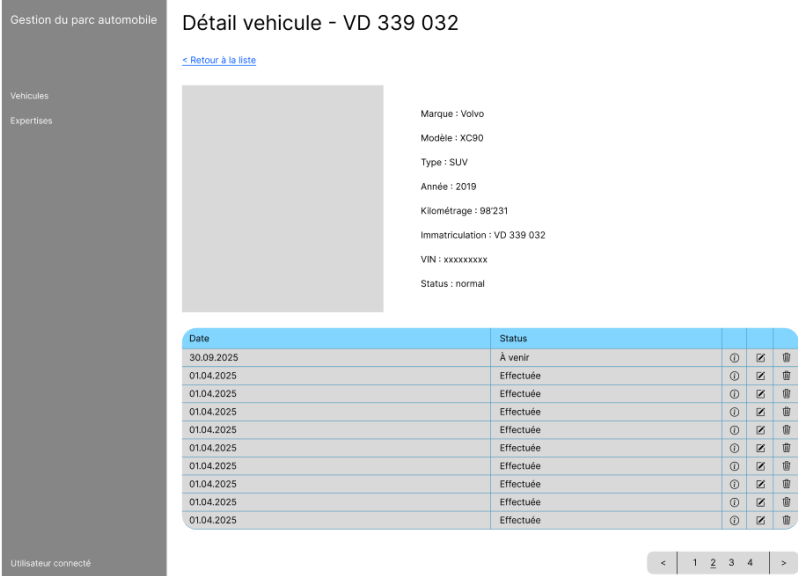 Gestion du parc automobile
Vehicules
Expertises
Utilisateur connecté
Détail vehicule - VD 339 032
< Retour à la liste
Marque : Volvo
Modèle : XC90
Type : SUV
Année : 2019
Kilométrage : 98'231
Immatriculation : VD 339 032
VIN : xxxxxxxxx
Status : normal
Date Status
30.09.2025 À venir
01.04.2025 Effectuée
01.04.2025 Effectuée
01.04.2025 Effectuée
01.04.2025 Effectuée
01.04.2025 Effectuée
01.04.2025 Effectuée
01.04.2025 Effectuée
01.04.2025 Effectuée
01.04.2025 Effectuée
< 1 2 3 4 >